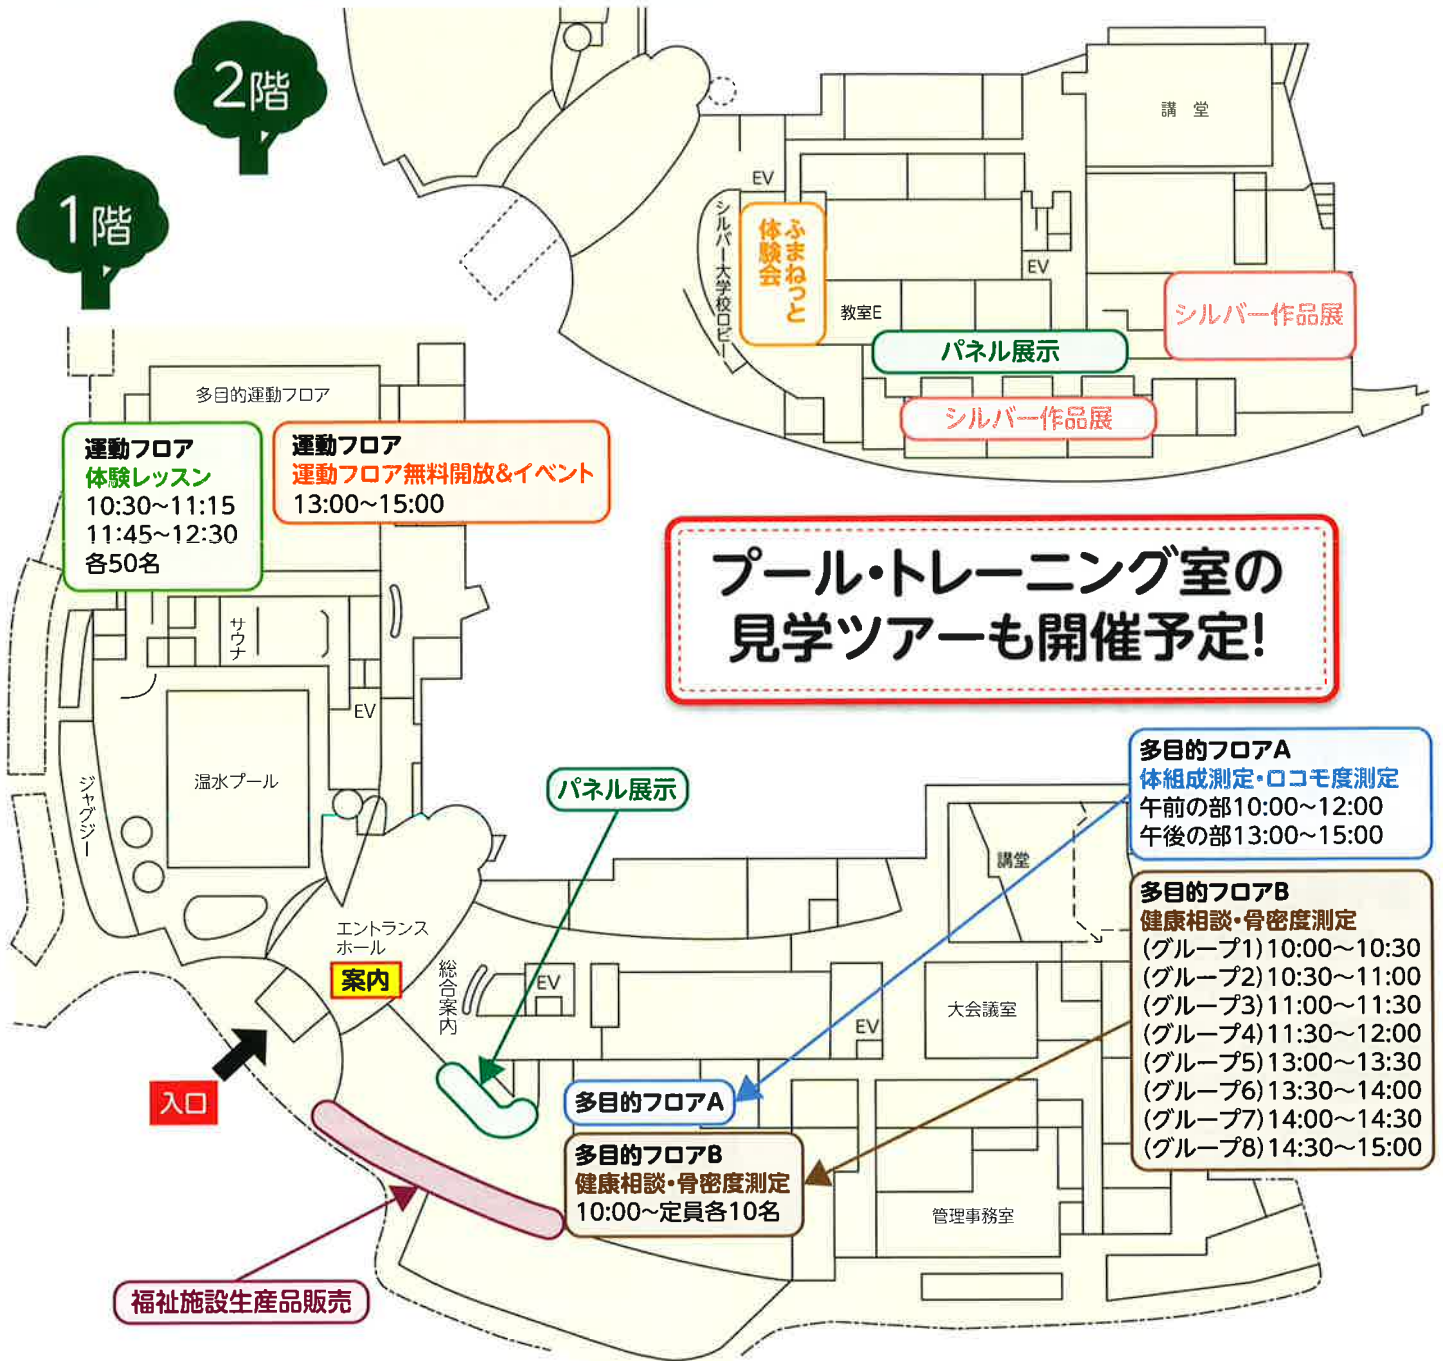 2階
1階
講 堂
EV
シルバー大学校ロビー
ふまねっと
体験会
EV
教室E
シルバー作品展
パネル展示
シルバー作品展
多目的運動フロア
運動フロア
体験レッスン
10:30～11:15
11:45～12:30
各50名
運動フロア
運動フロア無料開放&イベント
13:00～15:00
プール・トレーニング室の
見学ツアーも開催予定!
サウナ
EV
温水プール
ジャグジー
パネル展示
多目的フロアA
体組成測定・ロコモ度測定
午前の部10:00～12:00
午後の部13:00～15:00
講堂
多目的フロアB
健康相談・骨密度測定
(グループ1)10:00～10:30
(グループ2)10:30～11:00
(グループ3)11:00～11:30
(グループ4)11:30～12:00
(グループ5)13:00～13:30
(グループ6)13:30～14:00
(グループ7)14:00～14:30
(グループ8)14:30～15:00
エントランス
ホール
案内
総合案内
EV
EV
大会議室
入口
多目的フロアA
多目的フロアB
健康相談・骨密度測定
10:00～定員各10名
管理事務室
福祉施設生産品販売